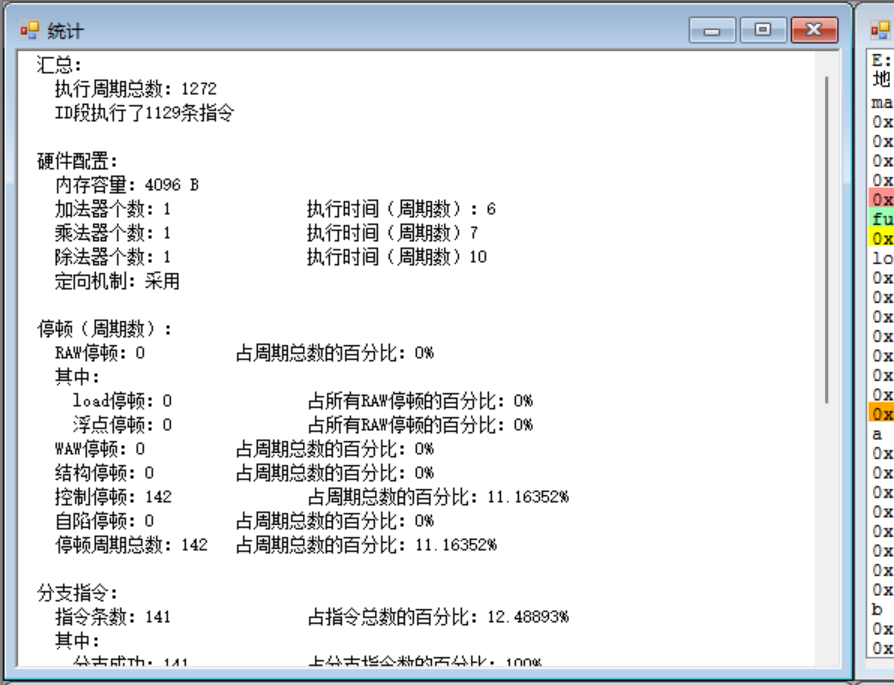 统计
汇总:
执行周期总数: 1272
ID段执行了1129条指令
硬件配置:
内存容量: 4096 B
加法器个数: 1 执行时间（周期数）: 6
乘法器个数: 1 执行时间（周期数）7
除法器个数: 1 执行时间（周期数）10
定向机制: 采用
停顿（周期数）:
RAW停顿: 0 占周期总数的百分比: 0%
其中:
load停顿: 0 占所有RAW停顿的百分比: 0%
浮点停顿: 0 占所有RAW停顿的百分比: 0%
WAW停顿: 0 占周期总数的百分比: 0%
结构停顿: 0 占周期总数的百分比: 0%
控制停顿: 142 占周期总数的百分比: 11.16352%
自陷停顿: 0 占周期总数的百分比: 0%
停顿周期总数: 142 占周期总数的百分比: 11.16352%
分支指令:
指令条数: 141 占指令总数的百分比: 12.48893%
其中:
分支成功: 141 占分支指令数的百分比: 100%
E:
地
ma
0x
0x
0x
0x
0x
fu
0x
lo
0x
0x
0x
0x
0x
0x
0x
0x
a
0x
0x
0x
0x
0x
0x
0x
0x
b
0x
0x